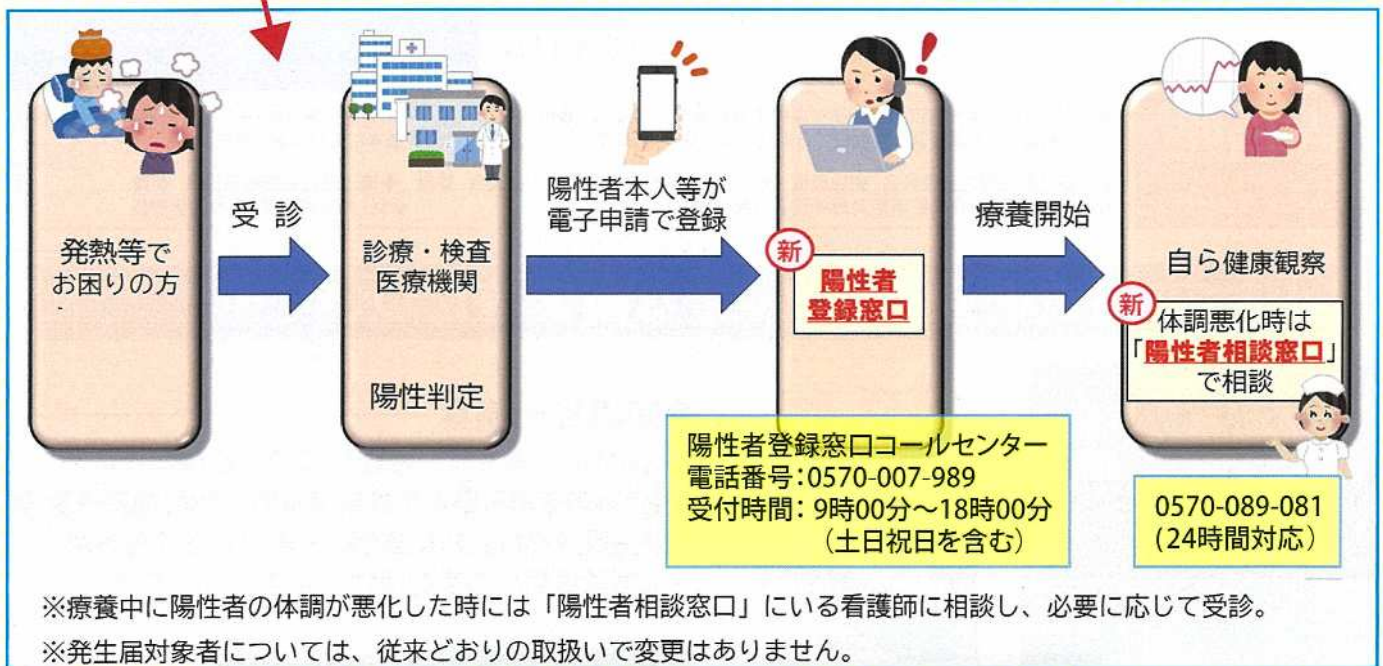 発熱等で
お困りの方
受 診
診療・検査
医療機関
陽性判定
陽性者本人等が
電子申請で登録
新
陽性者
登録窓口
療養開始
自ら健康観察
新
体調悪化時は
「陽性者相談窓口」
で相談
陽性者登録窓口コールセンター
電話番号:0570-007-989
受付時間: 9時00分～18時00分
(土日祝日を含む)
0570-089-081
(24時間対応)
※療養中に陽性者の体調が悪化した時には「陽性者相談窓口」にいる看護師に相談し、必要に応じて受診。
※発生届対象者については、従来どおりの取扱いで変更はありません。